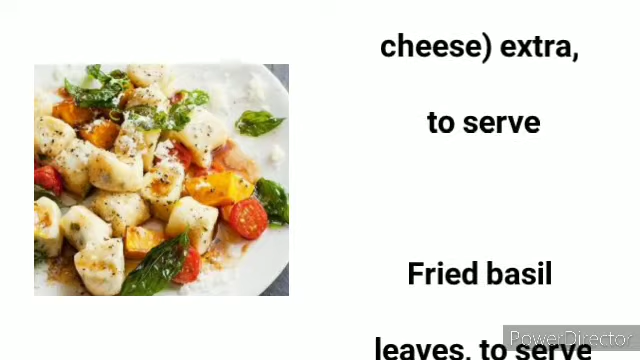 cheese) extra,
to serve
Fried basil
leaves, to serve
PowerDirector